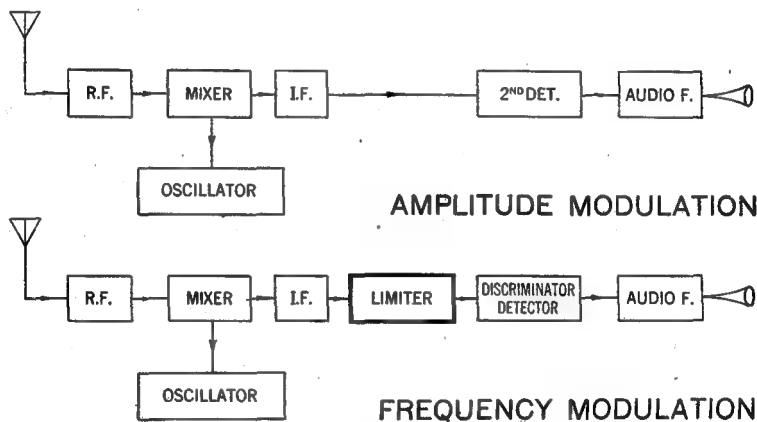 R.F.
MIXER
I.F.
2ND DET.
AUDIO F.
OSCILLATOR
AMPLITUDE MODULATION
R.F.
MIXER
I.F.
LIMITER
DISCRIMINATOR
DETECTOR
AUDIO F.
OSCILLATOR
FREQUENCY MODULATION